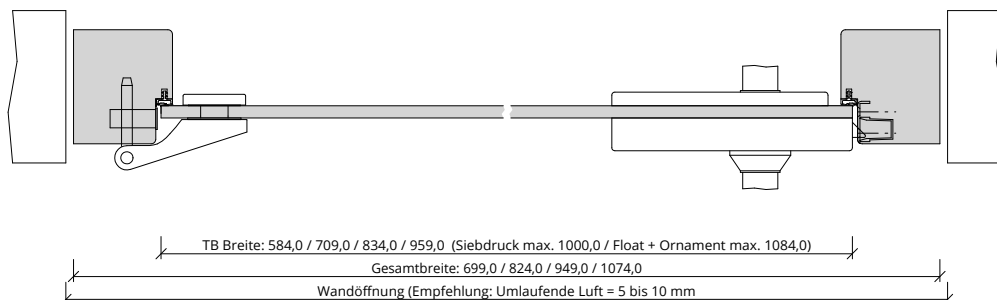 TB Breite: 584,0 / 709,0 / 834,0 / 959,0 (Siebdruck max. 1000,0 / Float + Ornament max. 1084,0)
Gesamtbreite: 699,0 / 824,0 / 949,0 / 1074,0
Wandöffnung (Empfehlung: Umlaufende Luft = 5 bis 10 mm